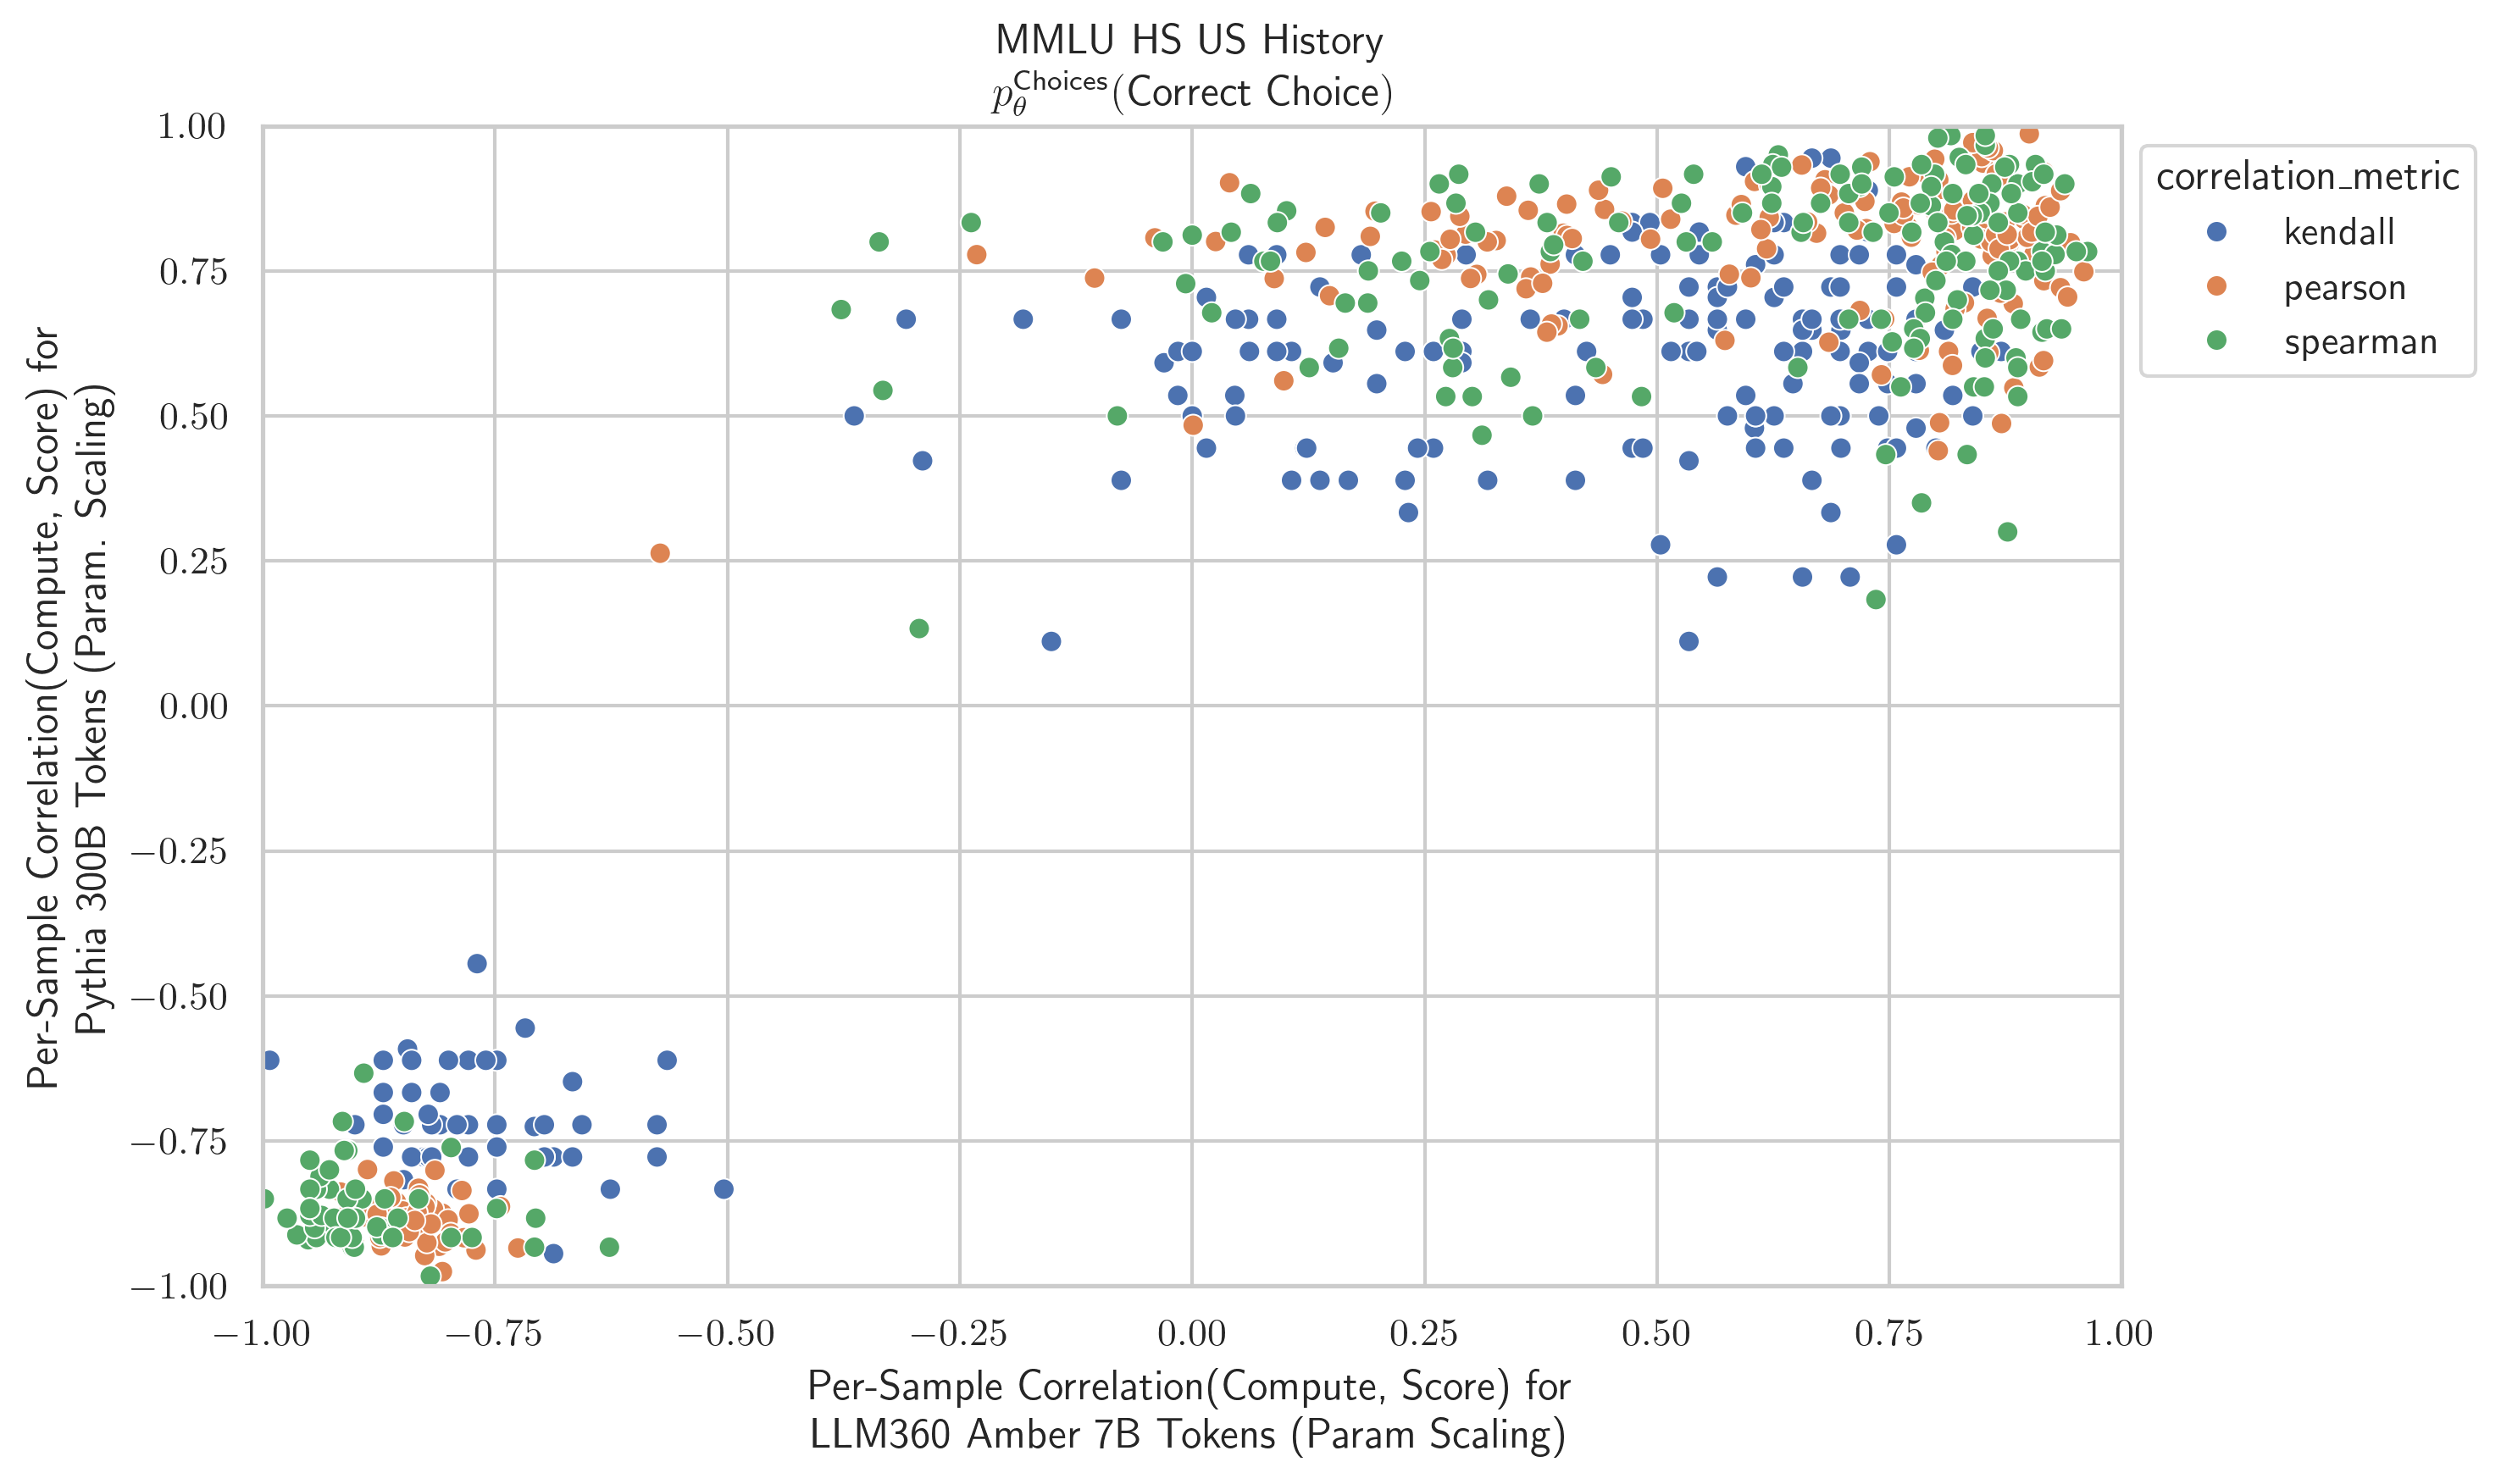 MMLU HS US History
p_θ^Choices(Correct Choice)
1.00
0.75
0.50
0.25
0.00
−0.25
−0.50
−0.75
−1.00
Per-Sample Correlation(Compute, Score) for
Pythia 300B Tokens (Param. Scaling)
−1.00
−0.75
−0.50
−0.25
0.00
0.25
0.50
0.75
1.00
Per-Sample Correlation(Compute, Score) for
LLM360 Amber 7B Tokens (Param Scaling)
correlation_metric
kendall
pearson
spearman